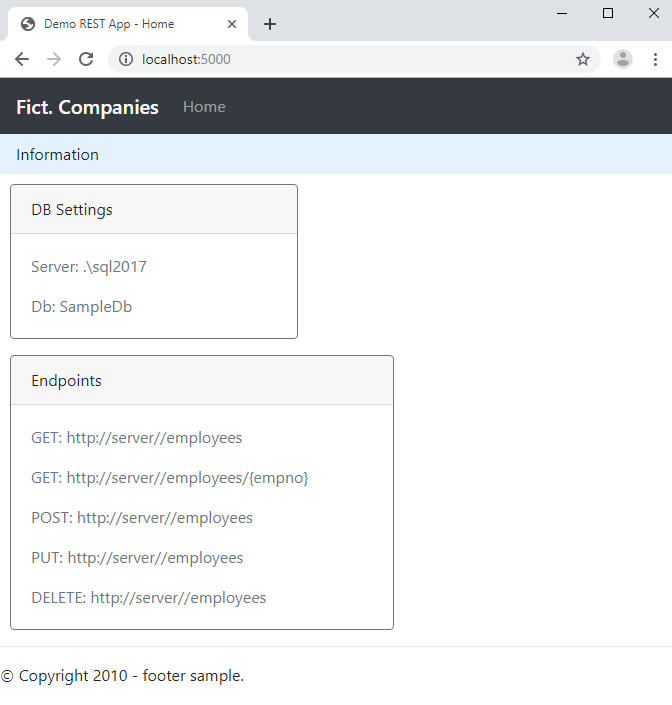 Demo REST App - Home
localhost:5000
Fict. Companies Home
Information
DB Settings
Server: .\sql2017
Db: SampleDb
Endpoints
GET: http://server//employees
GET: http://server//employees/{empno}
POST: http://server//employees
PUT: http://server//employees
DELETE: http://server//employees
© Copyright 2010 - footer sample.